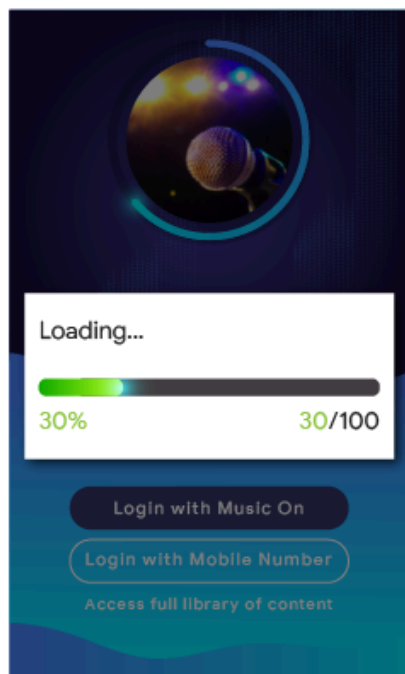 Loading...
30% 30/100
Login with Music On
Login with Mobile Number
Access full library of content